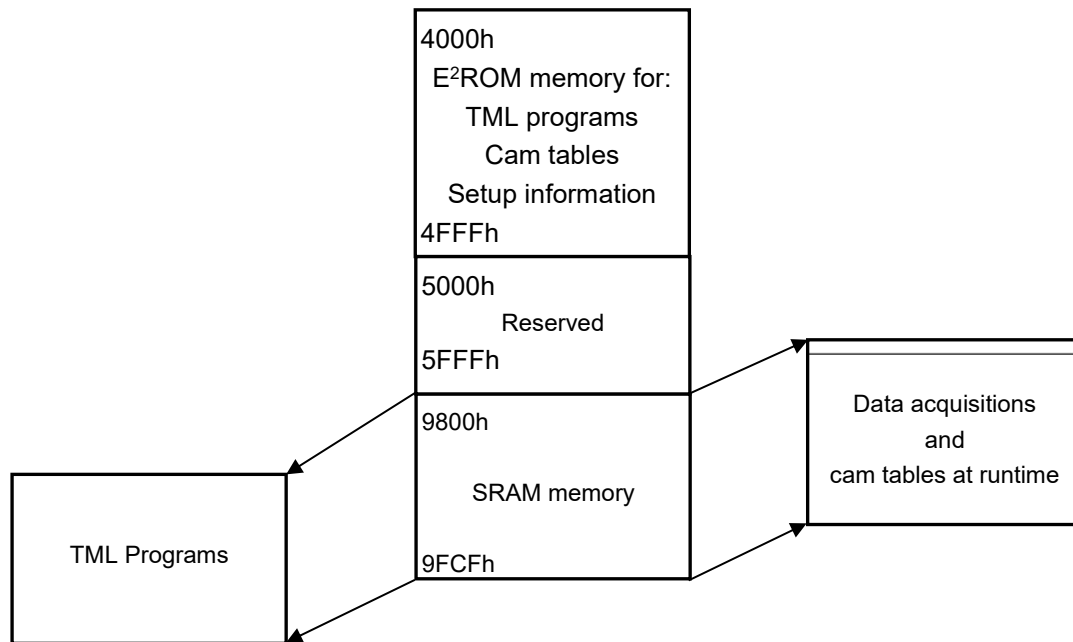 4000h
E²ROM memory for:
TML programs
Cam tables
Setup information
4FFFh
5000h
Reserved
5FFFh
9800h
SRAM memory
9FCFh
TML Programs
Data acquisitions
and
cam tables at runtime